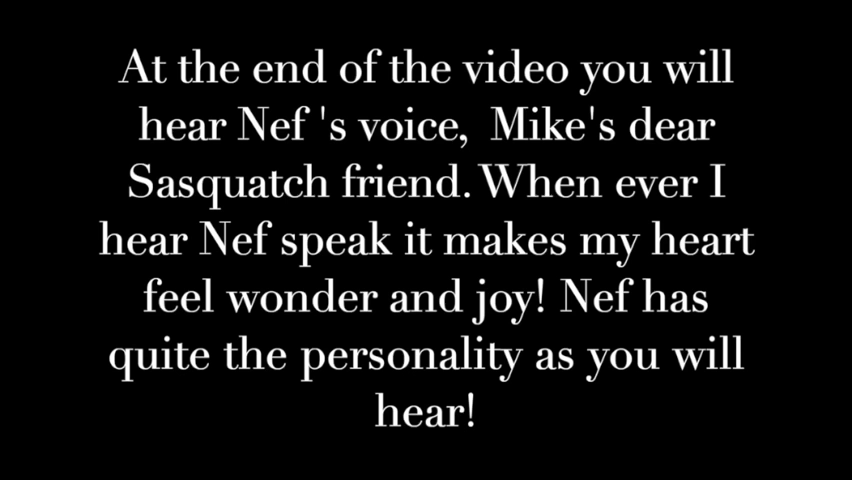 At the end of the video you will
hear Nef 's voice,  Mike's dear
Sasquatch friend. When ever I
hear Nef speak it makes my heart
feel wonder and joy! Nef has
quite the personality as you will
hear!